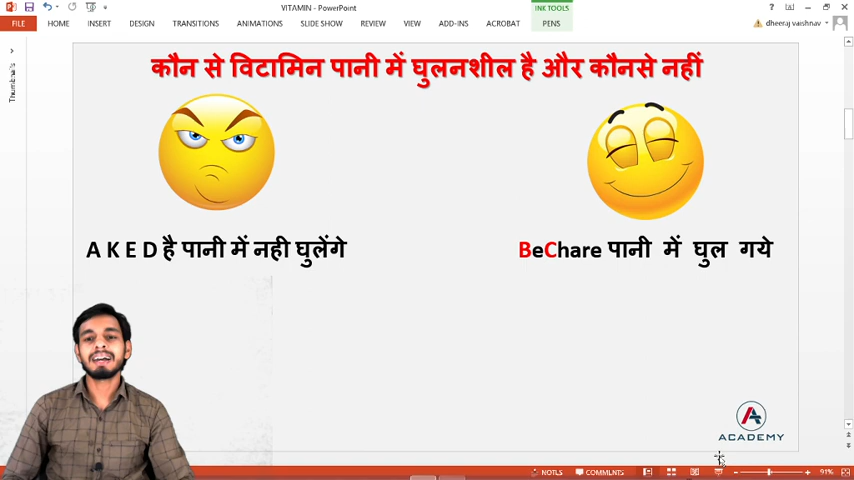 VITAMIN - PowerPoint
FILE HOME INSERT DESIGN TRANSITIONS ANIMATIONS SLIDE SHOW REVIEW VIEW ADD-INS ACROBAT INK TOOLS PENS
dheeraj vaishnav
Thumbnails
कौन से विटामिन पानी में घुलनशील है और कौनसे नहीं
A K E D है पानी में नही घुलेंगे
BeChare पानी में घुल गये
ACADEMY
NOTES COMMENTS 91%